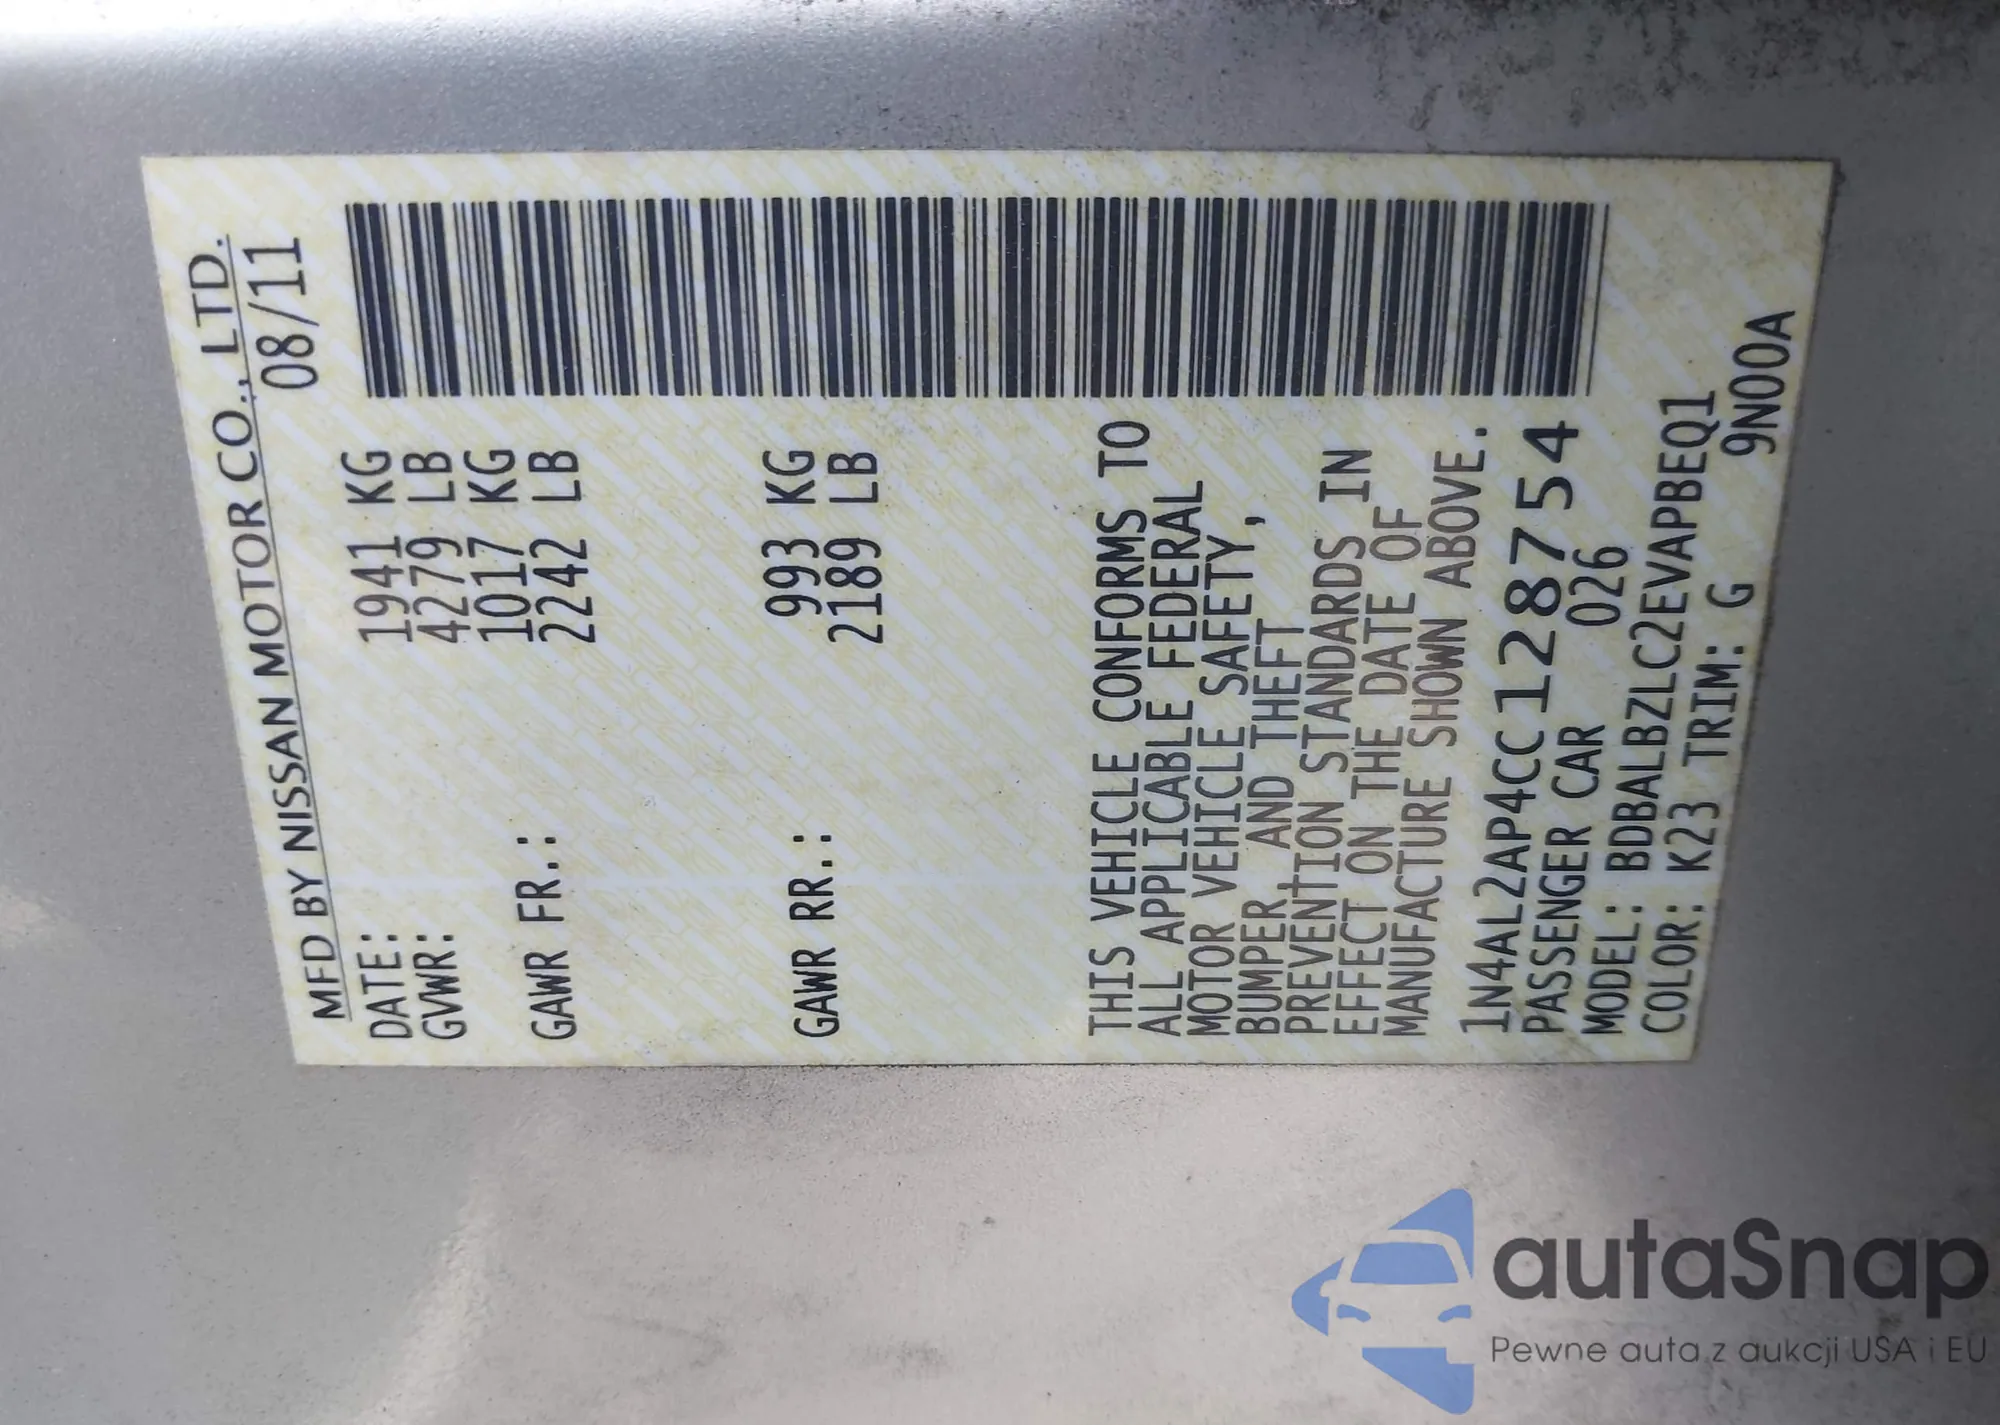 MFD BY NISSAN MOTOR CO., LTD.
DATE: 08/11
GVWR: 1941 KG
4279 LB
GAWR FR.: 1017 KG
2242 LB
GAWR RR.: 993 KG
2189 LB
THIS VEHICLE CONFORMS TO
ALL APPLICABLE FEDERAL
MOTOR VEHICLE SAFETY,
BUMPER, AND THEFT
PREVENTION STANDARDS IN
EFFECT ON THE DATE OF
MANUFACTURE SHOWN ABOVE.
1N4AL2AP4CC128754
PASSENGER CAR 026
MODEL: BDBALBZLC2EVAPBEQ1
COLOR: K23 TRIM: G 9N00A
autaSnap
Pewne auta z aukcji USA i EU